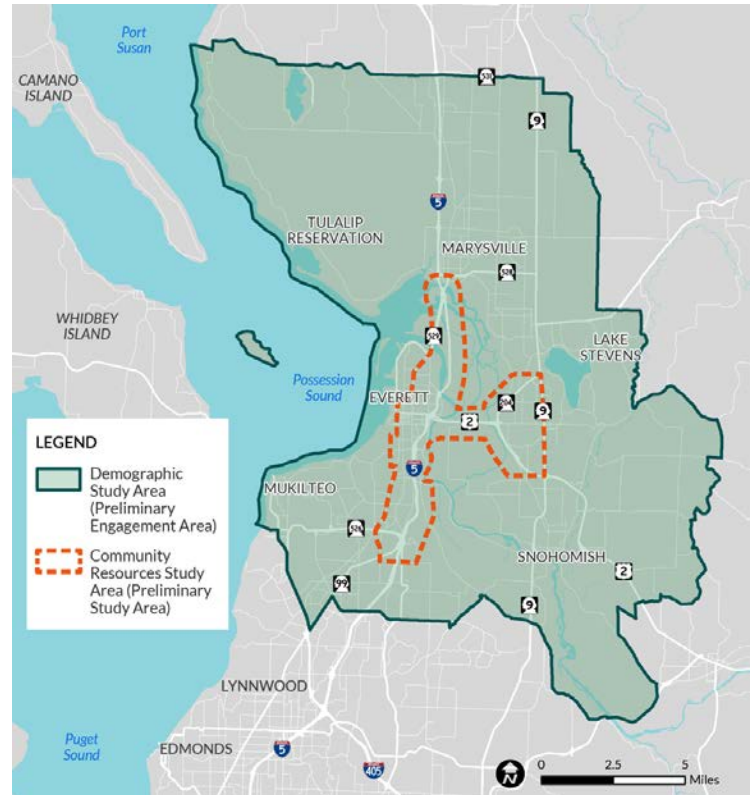 Port
Susan
CAMANO
ISLAND
531
9
5
TULALIP
RESERVATION
MARYSVILLE
528
WHIDBEY
ISLAND
529
LAKE
STEVENS
Possession
Sound
EVERETT
204
9
2
LEGEND
Demographic
Study Area
(Preliminary
Engagement Area)
Community
Resources Study
Area (Preliminary
Study Area)
5
MUKILTEO
526
SNOHOMISH
2
99
9
LYNNWOOD
Puget
Sound
EDMONDS
5
405
N
0 2.5 5
Miles